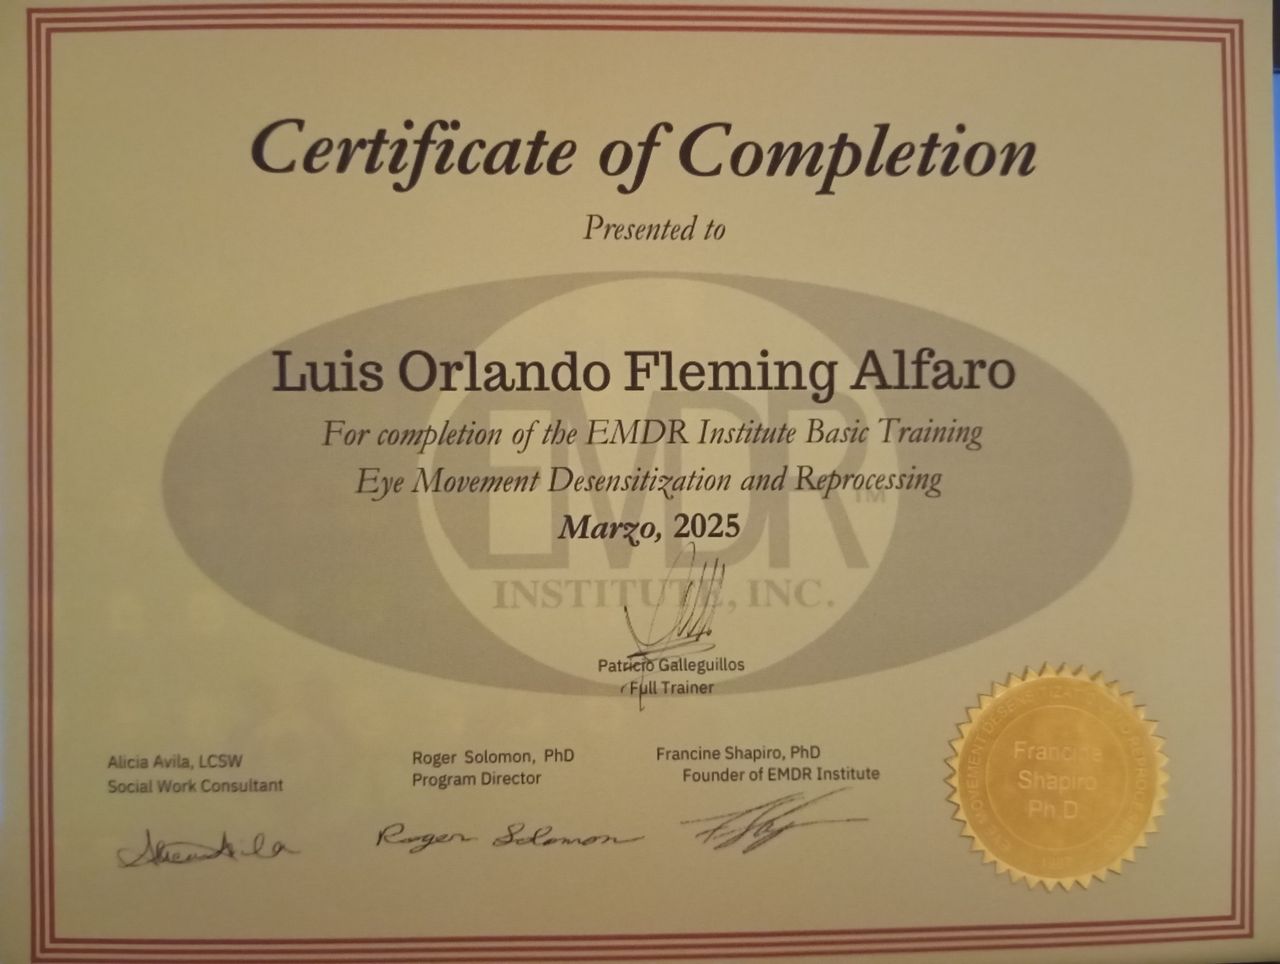 Certificate of Completion
Presented to
Luis Orlando Fleming Alfaro
For completion of the EMDR Institute Basic Training
Eye Movement Desensitization and Reprocessing
Marzo, 2025
EMDR TM
INSTITUTE, INC.
Patricio Galleguillos
Full Trainer
Alicia Avila, LCSW
Social Work Consultant
Roger Solomon, PhD
Program Director
Francine Shapiro, PhD
Founder of EMDR Institute
Alicia Avila
Roger Solomon
Francine
Shapiro
Ph D